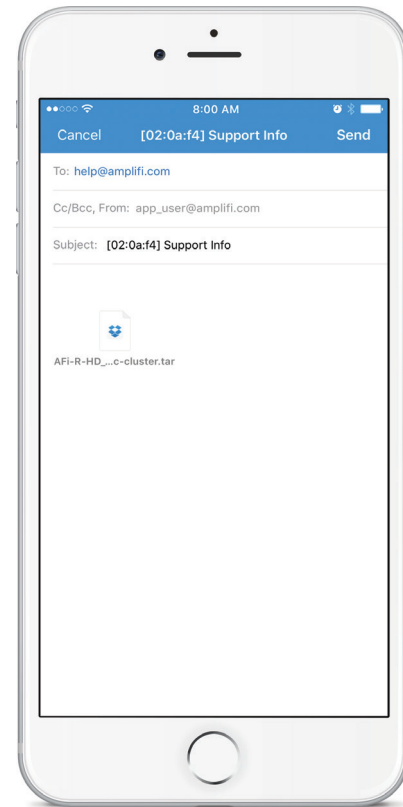 8:00 AM
Cancel [02:0a:f4] Support Info Send
To: help@amplifi.com
Cc/Bcc, From: app_user@amplifi.com
Subject: [02:0a:f4] Support Info
AFi-R-HD_...c-cluster.tar